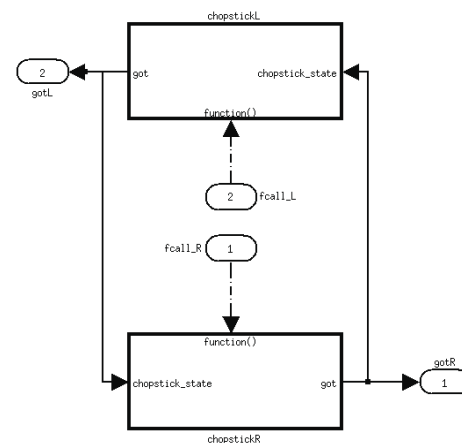 chopstickL
2
got
chopstick_state
gotL
function()
2
fcall_L
fcall_R
1
function()
gotR
chopstick_state
got
1
chopstickR